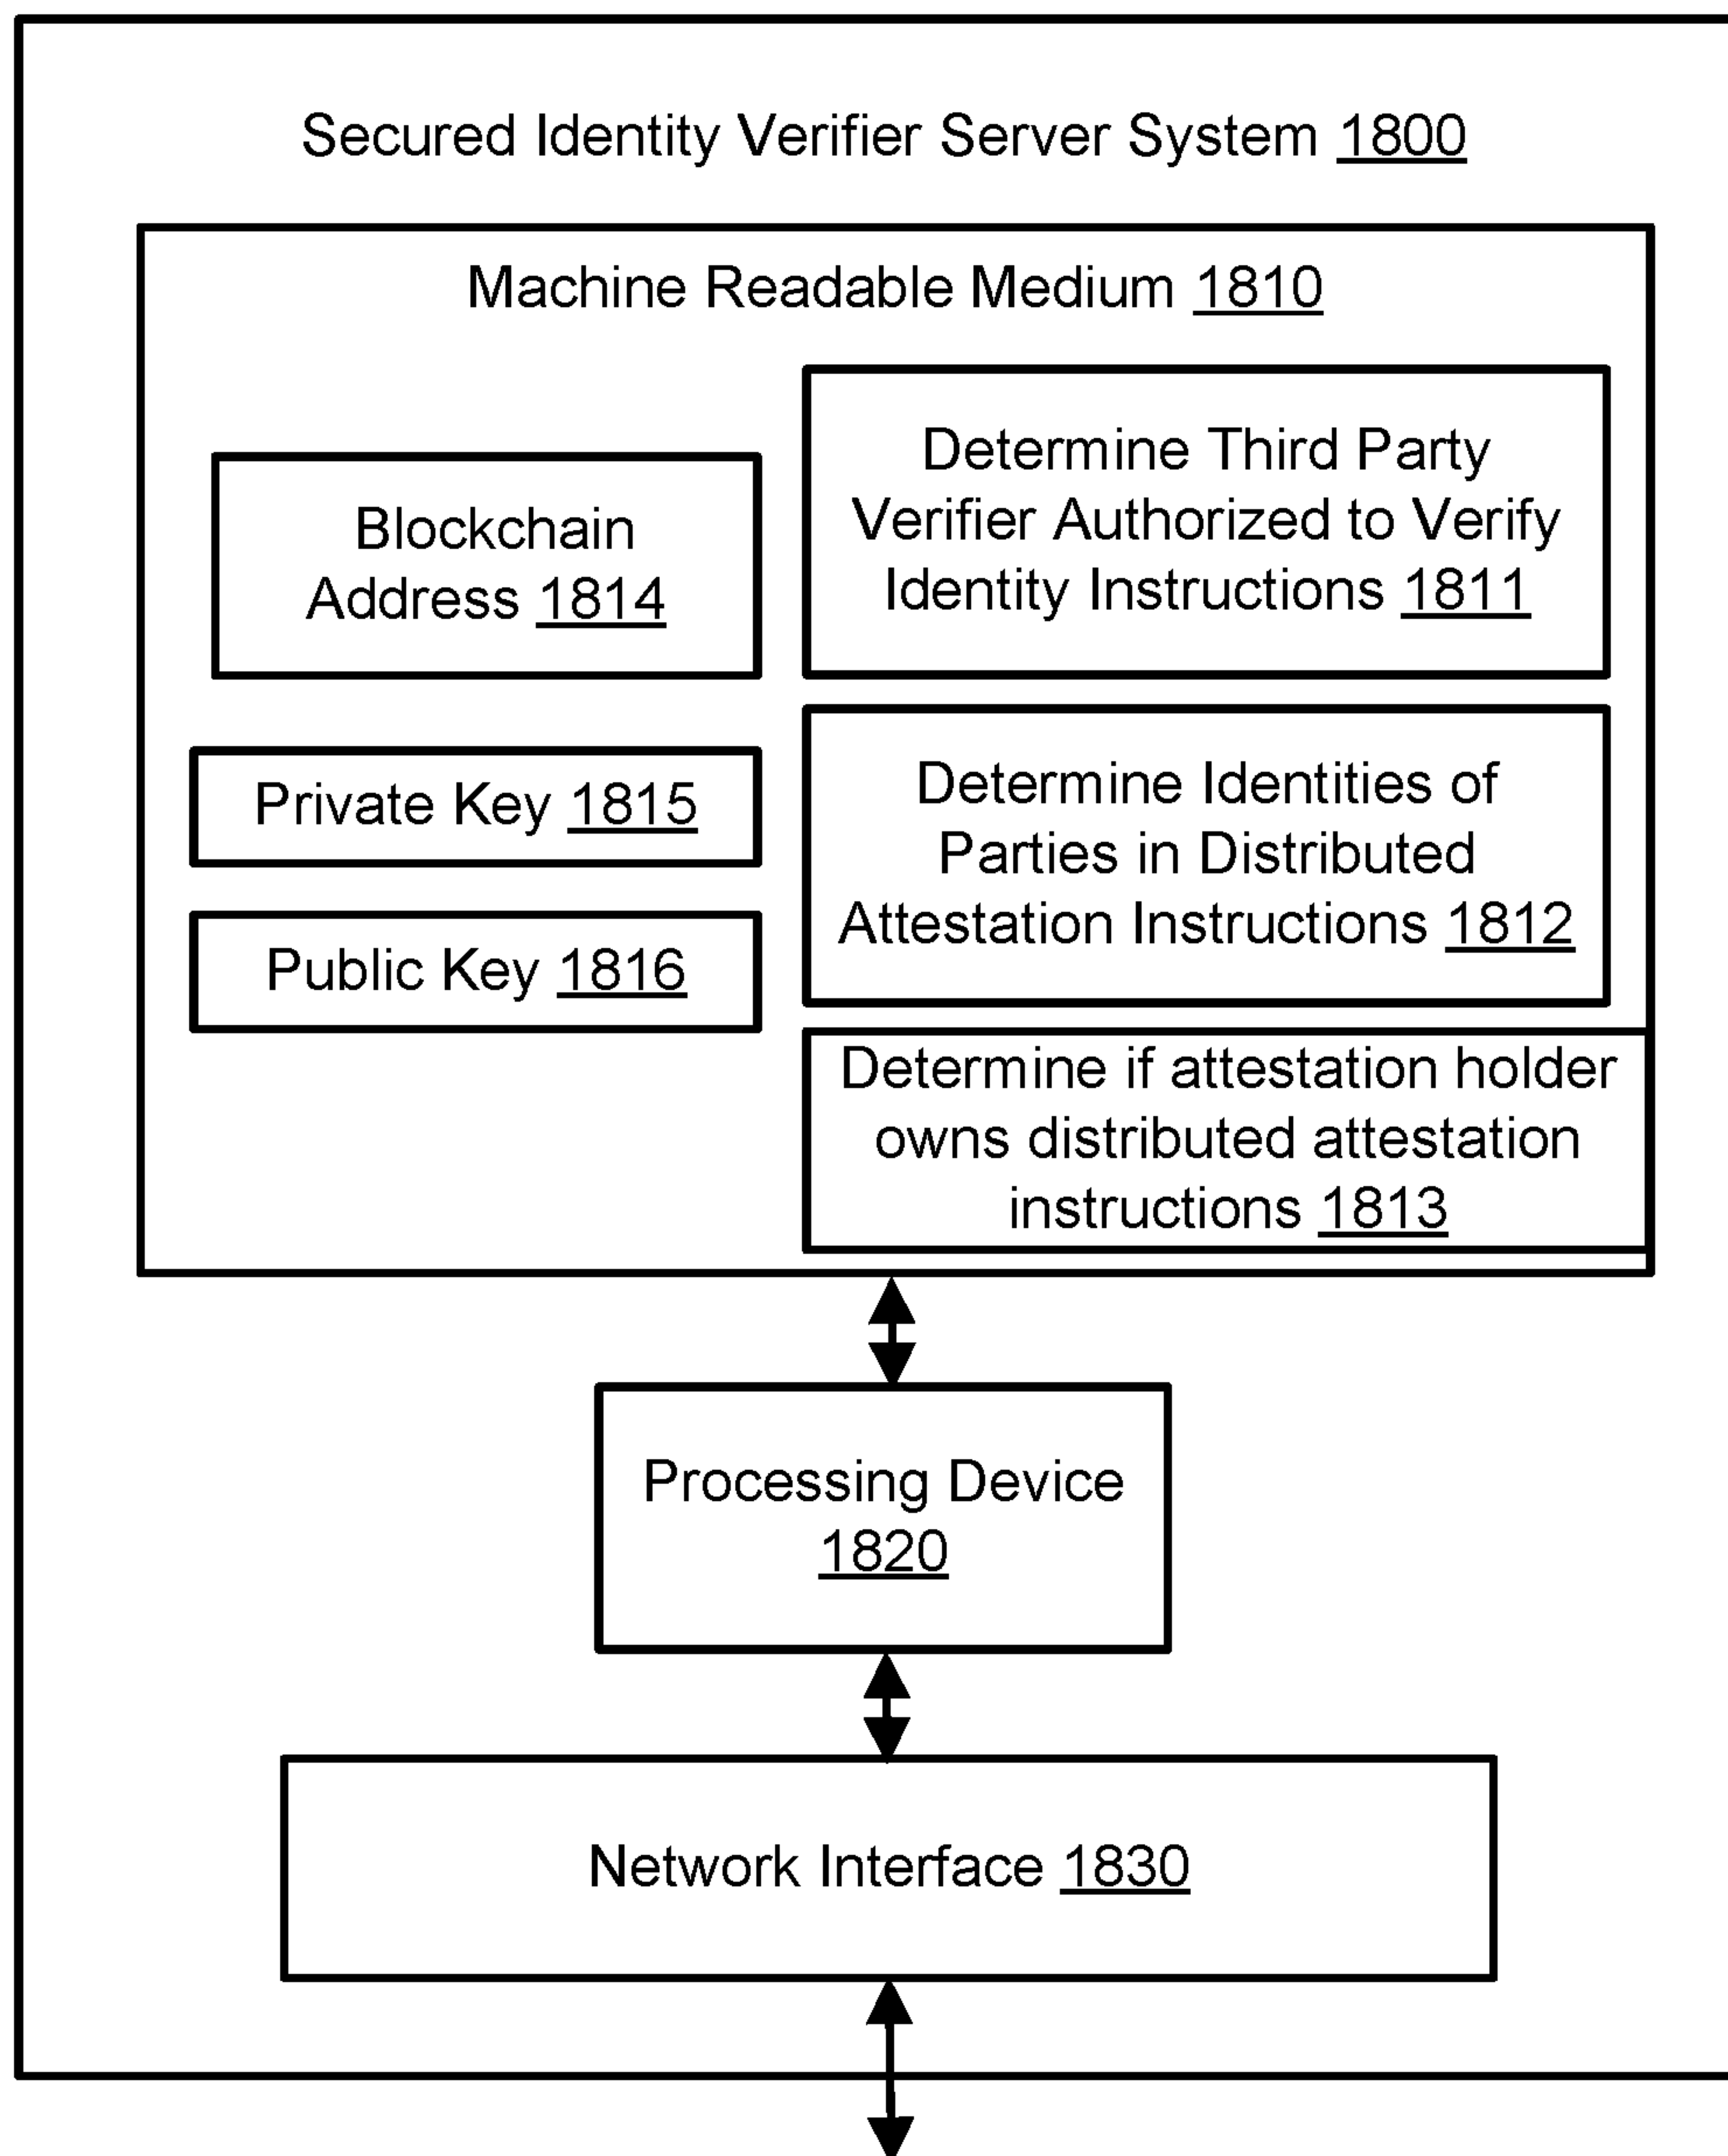 Secured Identity Verifier Server System 1800
Machine Readable Medium 1810
Blockchain
Address 1814
Private Key 1815
Public Key 1816
Determine Third Party
Verifier Authorized to Verify
Identity Instructions 1811
Determine Identities of
Parties in Distributed
Attestation Instructions 1812
Determine if attestation holder
owns distributed attestation
instructions 1813
Processing Device
1820
Network Interface 1830